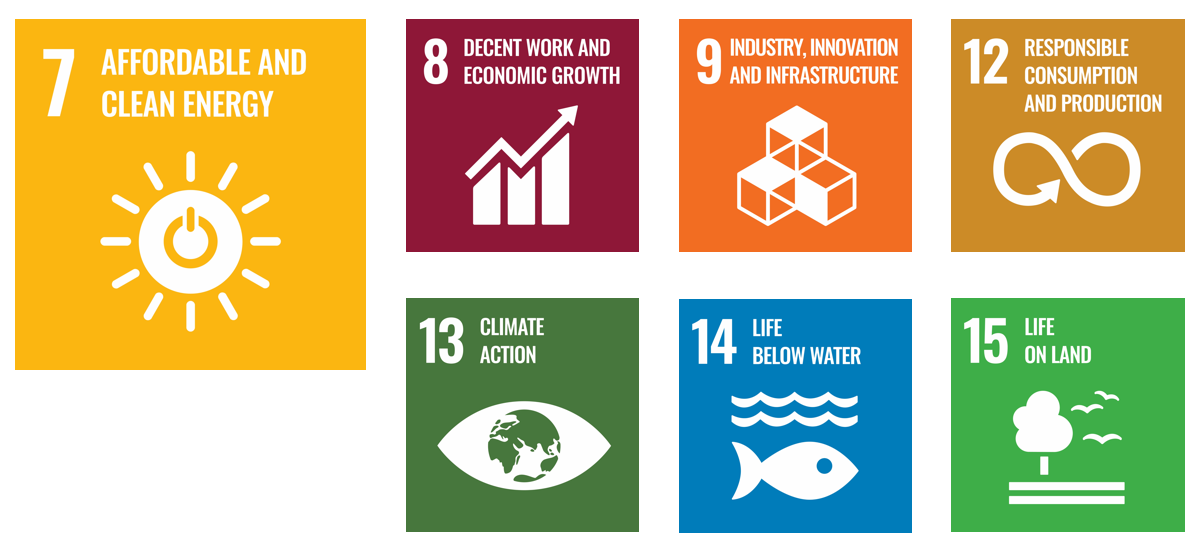 7 AFFORDABLE AND
CLEAN ENERGY
8 DECENT WORK AND
ECONOMIC GROWTH
9 INDUSTRY, INNOVATION
AND INFRASTRUCTURE
12 RESPONSIBLE
CONSUMPTION
AND PRODUCTION
13 CLIMATE
ACTION
14 LIFE
BELOW WATER
15 LIFE
ON LAND